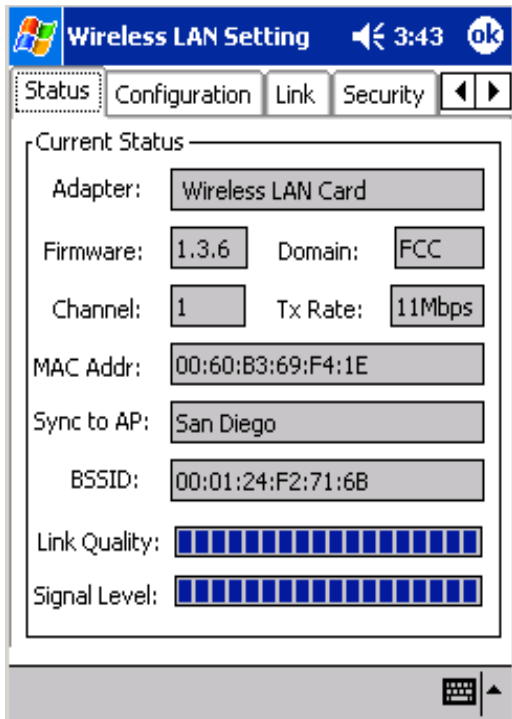 Wireless LAN Setting 3:43 ok
Status Configuration Link Security
Current Status
Adapter: Wireless LAN Card
Firmware: 1.3.6 Domain: FCC
Channel: 1 Tx Rate: 11Mbps
MAC Addr: 00:60:B3:69:F4:1E
Sync to AP: San Diego
BSSID: 00:01:24:F2:71:6B
Link Quality:
Signal Level: